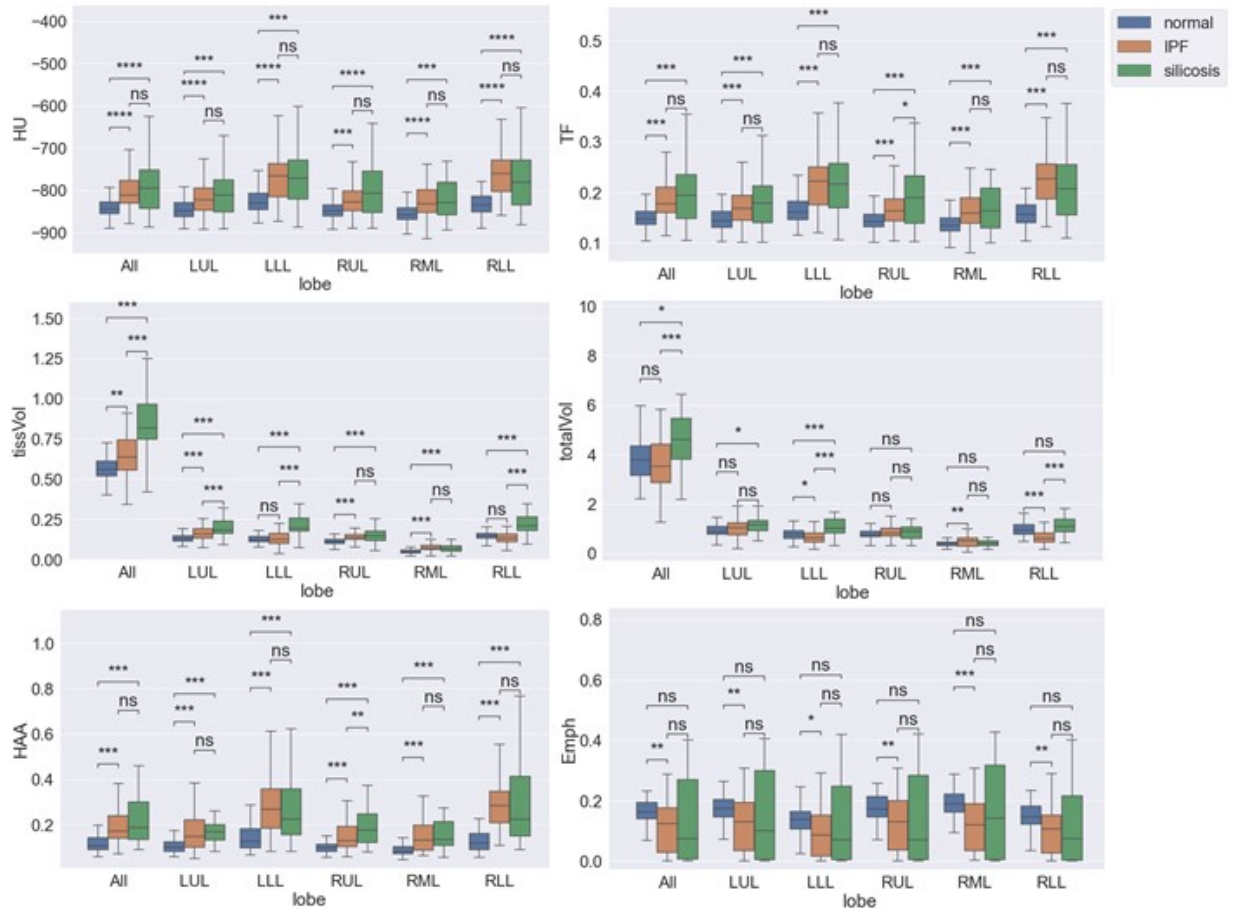 HU
−400
−500
−600
−700
−800
−900
**** ns ****
*** **** ns
*** ns ****
**** ns ***
*** ns ****
**** ns ****
All LUL LLL RUL RML RLL
lobe
TF
0.5
0.4
0.3
0.2
0.1
*** ns ***
*** *** ns
*** ns ***
*** * ***
*** ns ***
*** ns ***
All LUL LLL RUL RML RLL
lobe
normal
IPF
silicosis
tissVol
1.50
1.25
1.00
0.75
0.50
0.25
0.00
*** *** **
*** *** ***
*** *** ns
*** ns ***
*** ns ***
*** *** ns
All LUL LLL RUL RML RLL
lobe
totalVol
10
8
6
4
2
0
* *** ns
* ns ns
*** *** *
ns ns ns
ns ns **
ns *** ***
All LUL LLL RUL RML RLL
lobe
HAA
1.0
0.8
0.6
0.4
0.2
*** ns ***
*** *** ns
*** ns ***
*** ** ***
*** ns ***
*** ns ***
All LUL LLL RUL RML RLL
lobe
Emph
0.8
0.6
0.4
0.2
0.0
ns ns **
ns ** ns
ns ns *
ns ns **
ns ns ***
ns ns **
All LUL LLL RUL RML RLL
lobe